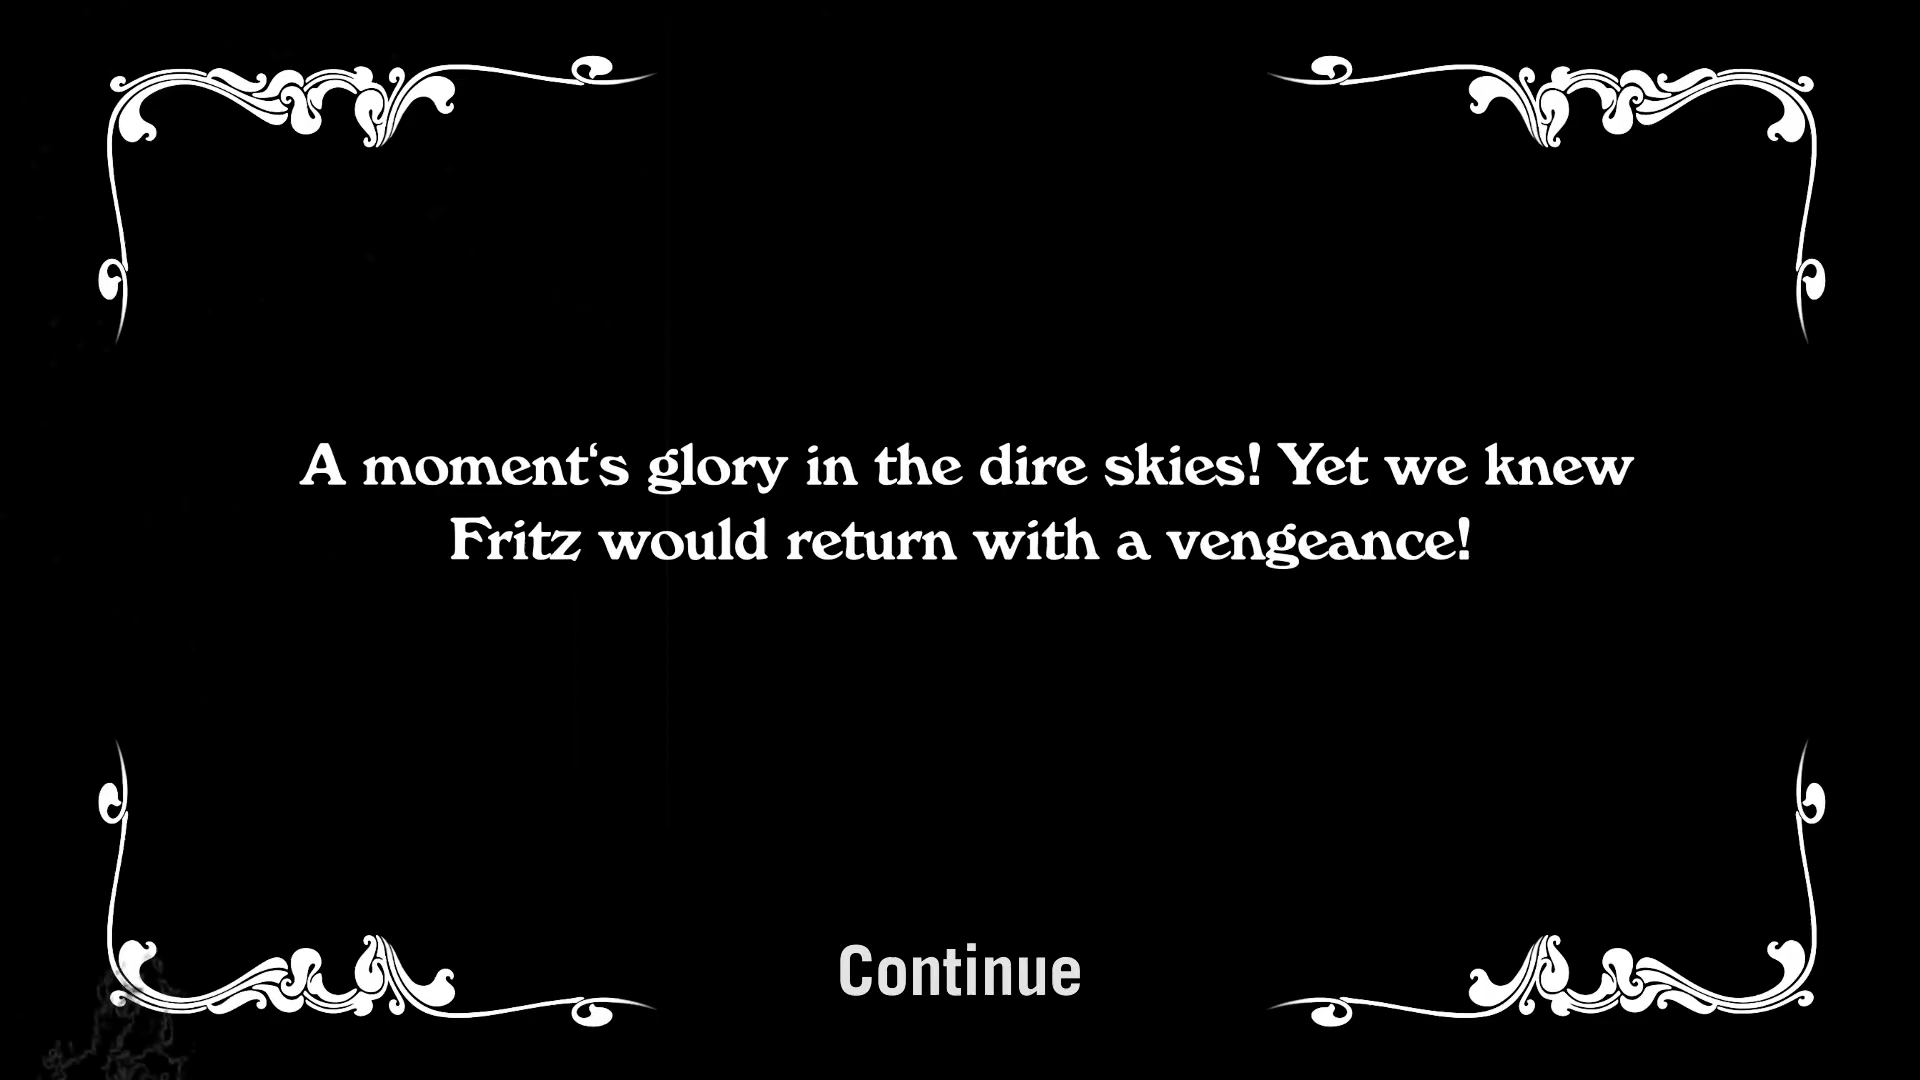 A moment‘s glory in the dire skies! Yet we knew
Fritz would return with a vengeance!
Continue